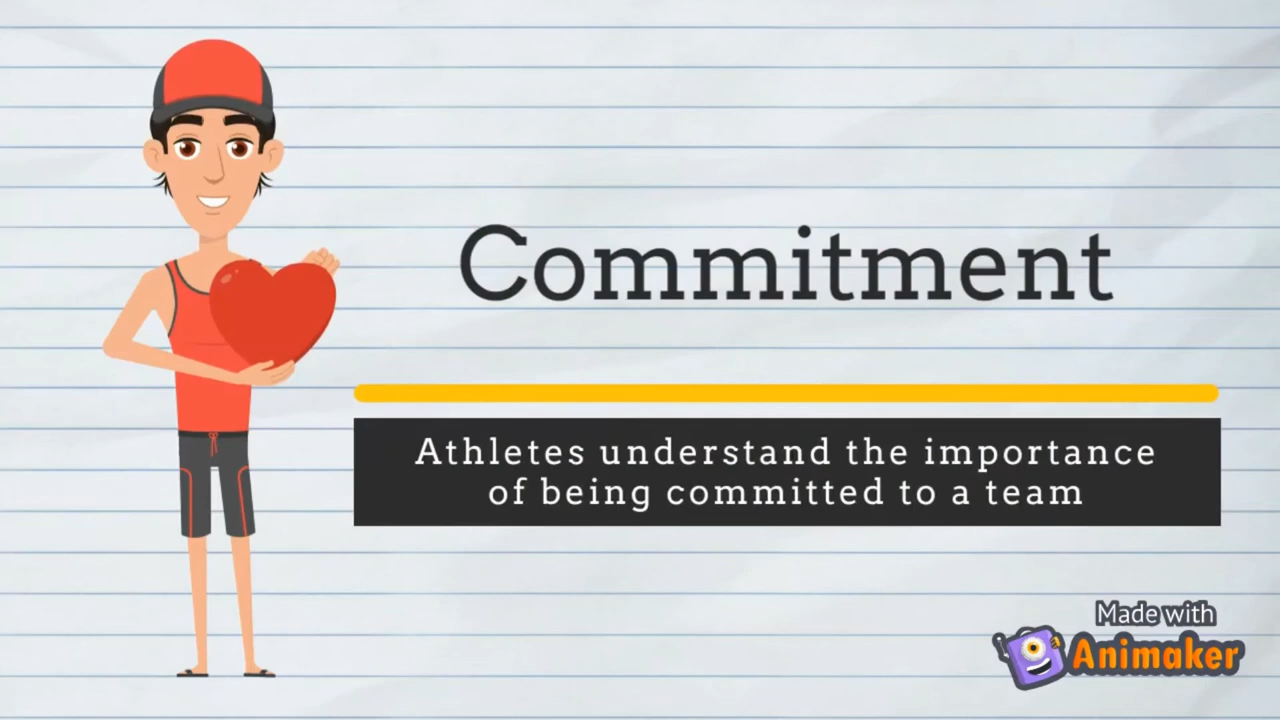 Commitment
Athletes understand the importance
of being committed to a team
Made with
Animaker